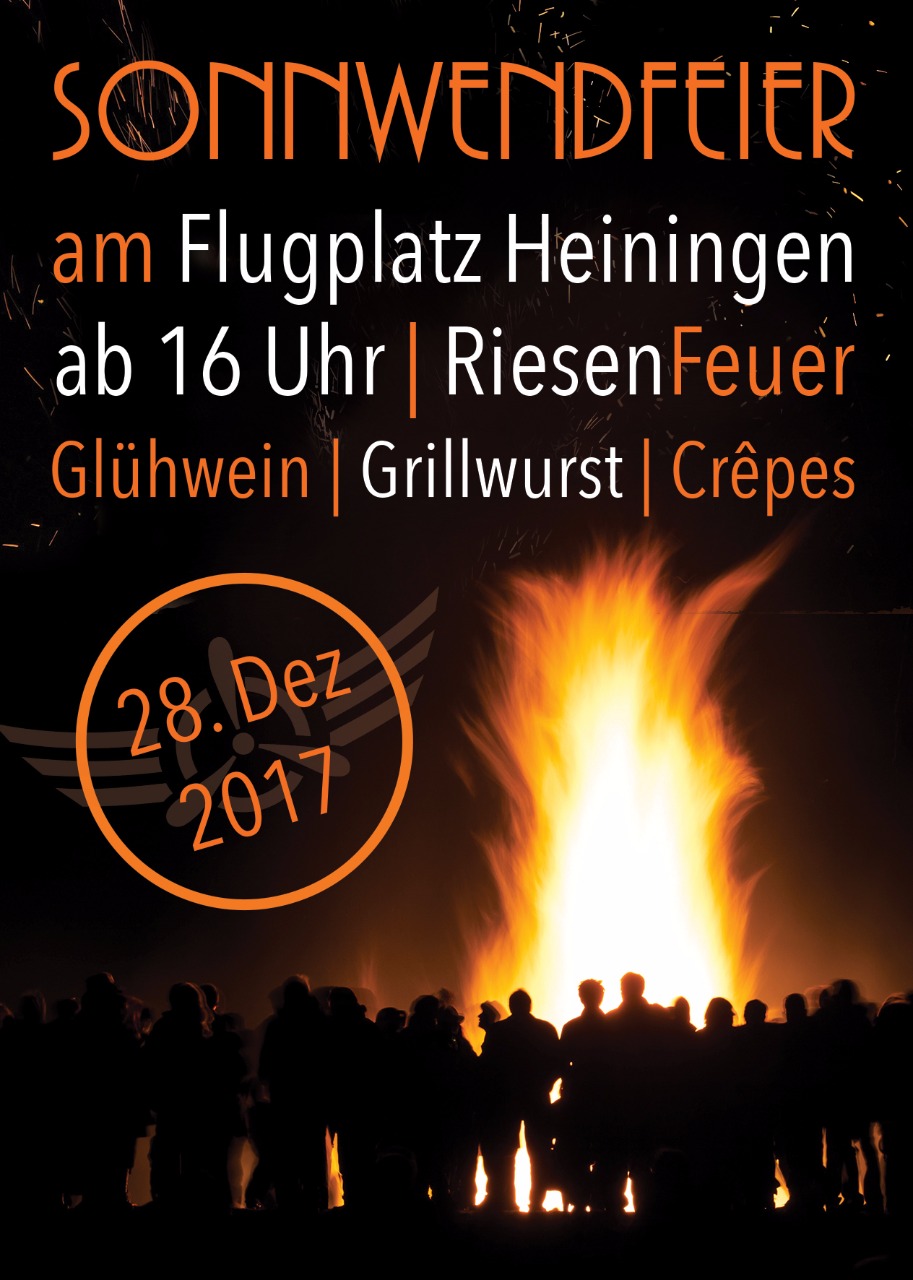 SONNWENDFEIER
am Flugplatz Heiningen
ab 16 Uhr | RiesenFeuer
Glühwein | Grillwurst | Crêpes
28. Dez
2017